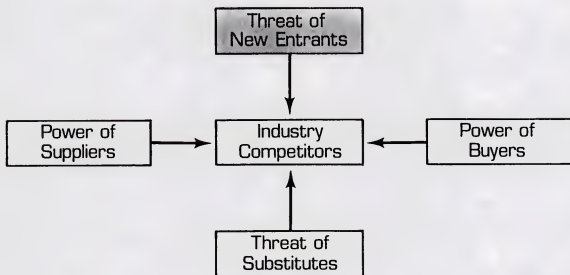 Threat of
New Entrants
Power of
Suppliers
Industry
Competitors
Power of
Buyers
Threat of
Substitutes